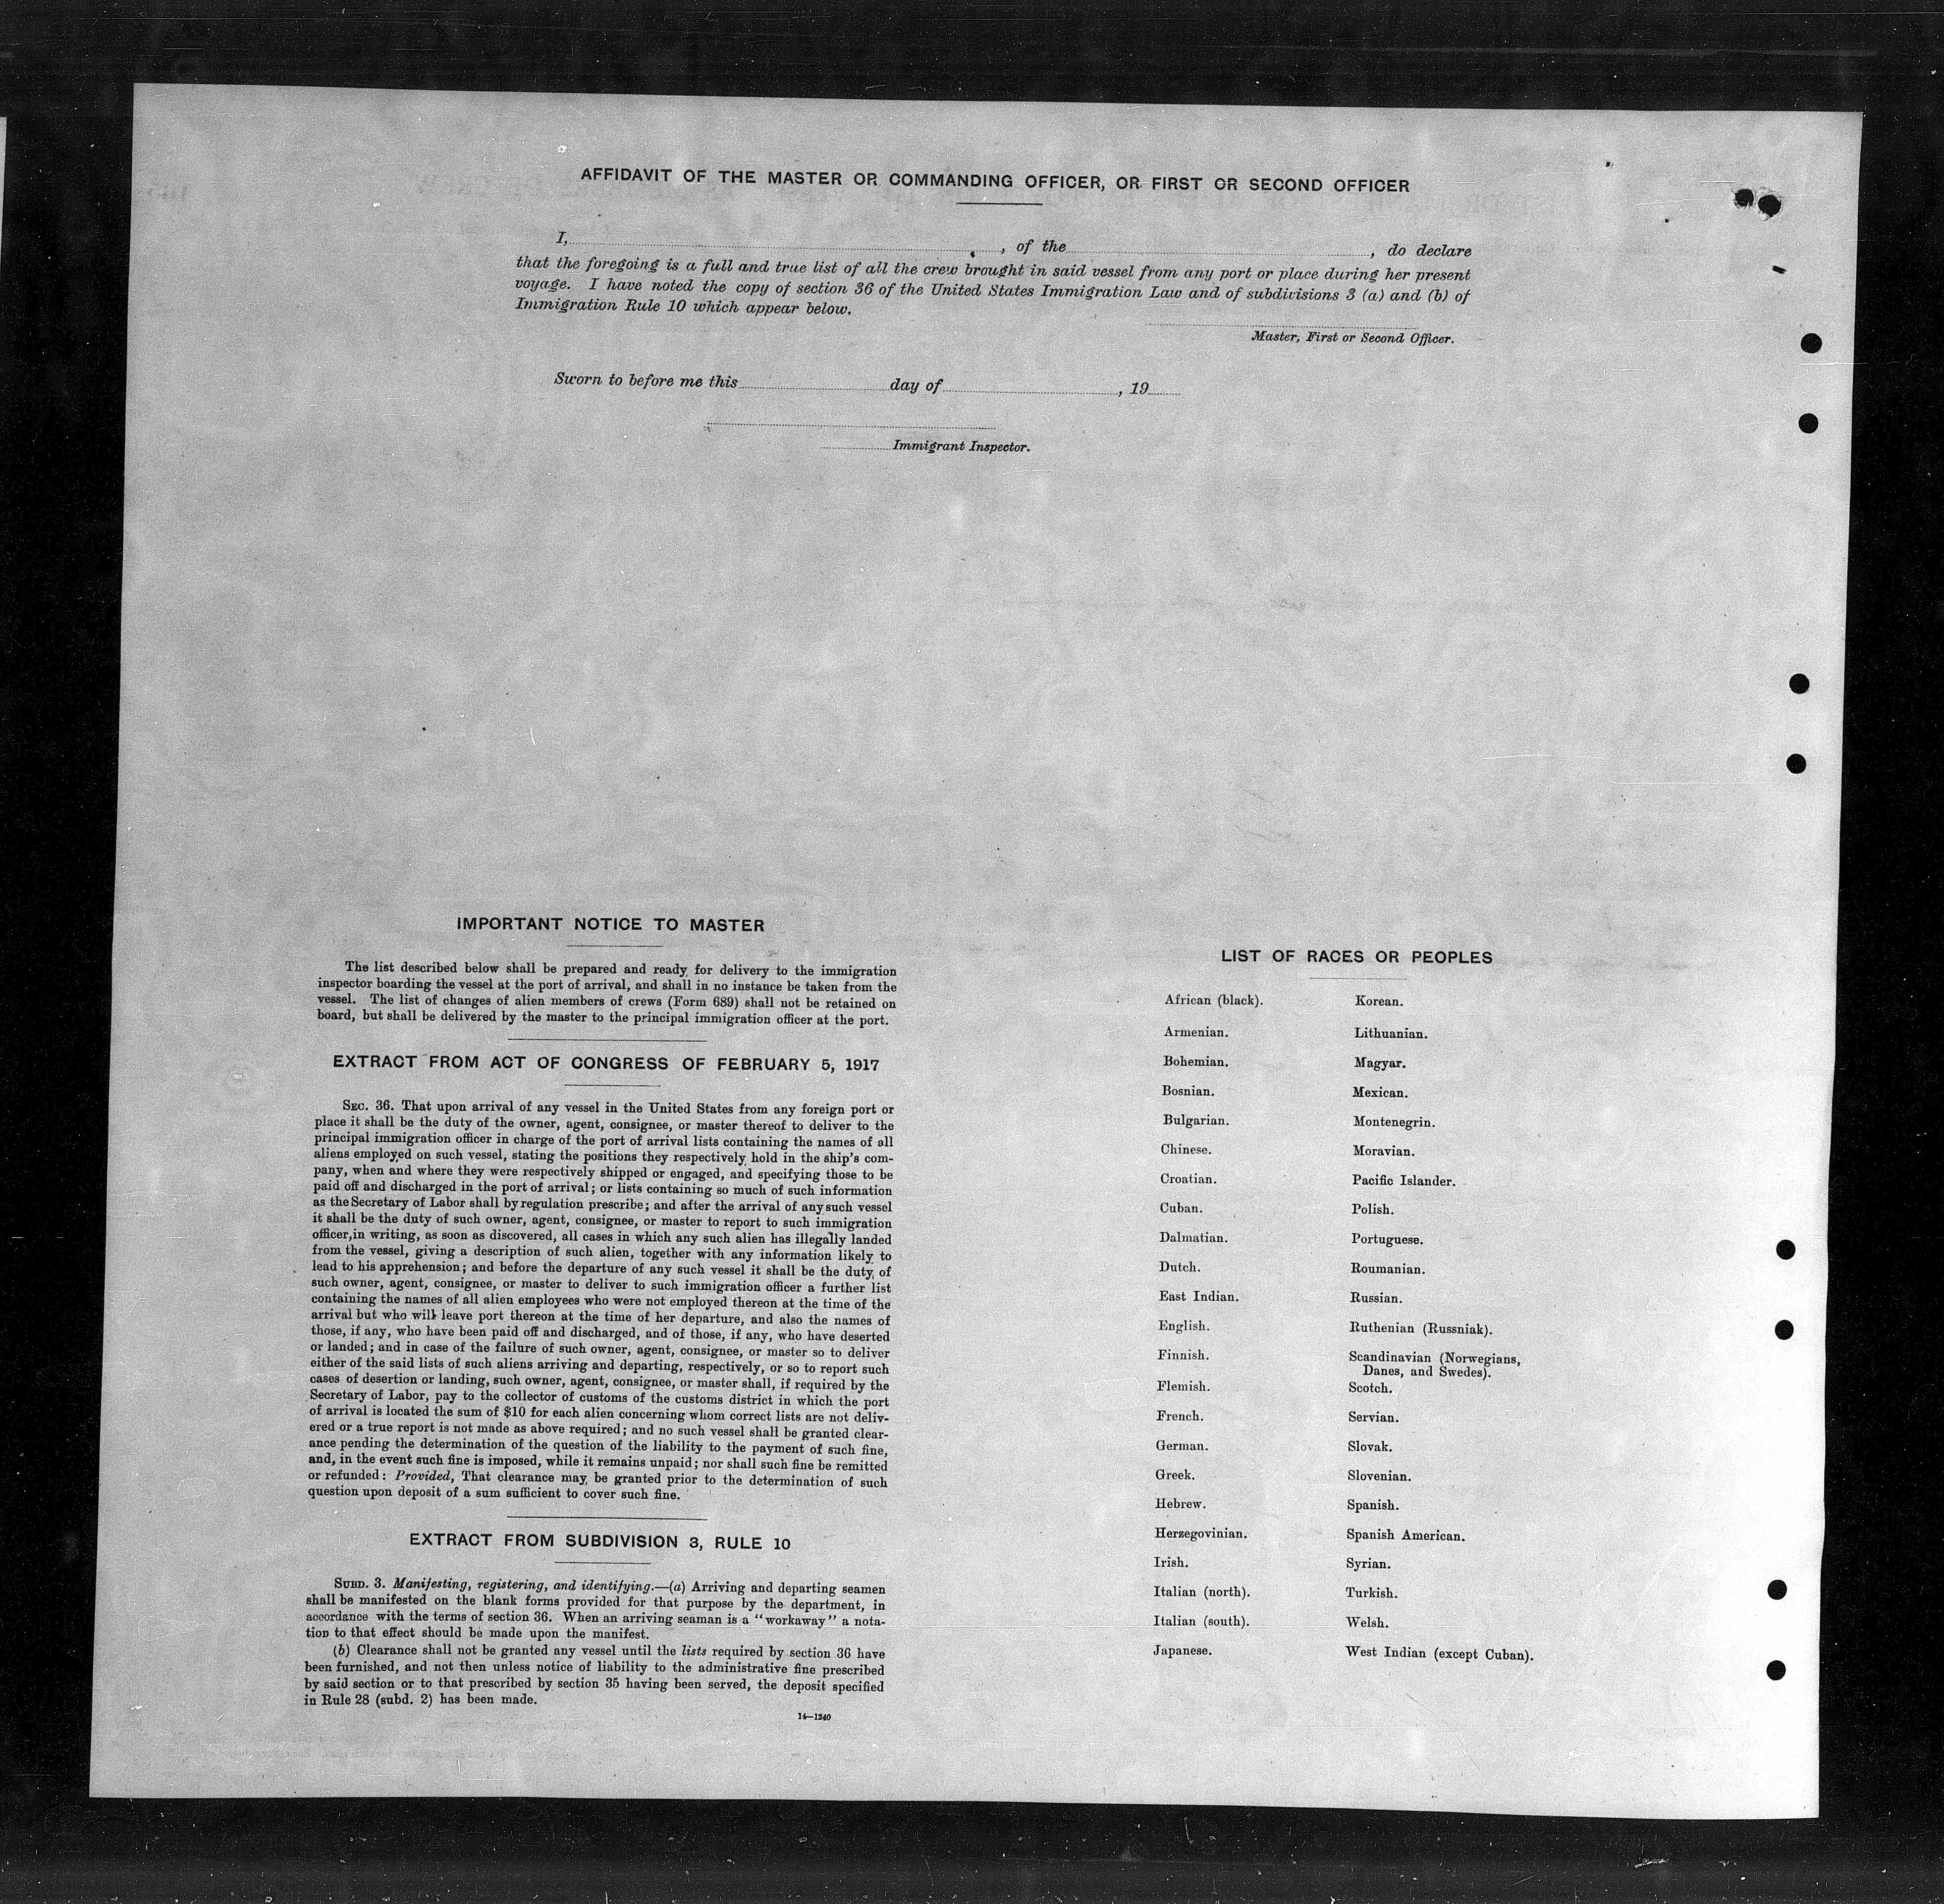 AFFIDAVIT OF THE MASTER OR COMMANDING OFFICER, OR FIRST OR SECOND OFFICER
I, , of the , do declare
that the foregoing is a full and true list of all the crew brought in said vessel from any port or place during her present
voyage. I have noted the copy of section 36 of the United States Immigration Law and of subdivisions 3 (a) and (b) of
Immigration Rule 10 which appear below.
Master, First or Second Officer.
Sworn to before me this day of , 19
Immigrant Inspector.
IMPORTANT NOTICE TO MASTER
The list described below shall be prepared and ready for delivery to the immigration
inspector boarding the vessel at the port of arrival, and shall in no instance be taken from the
vessel. The list of changes of alien members of crews (Form 689) shall not be retained on
board, but shall be delivered by the master to the principal immigration officer at the port.
EXTRACT FROM ACT OF CONGRESS OF FEBRUARY 5, 1917
SEC. 36. That upon arrival of any vessel in the United States from any foreign port or
place it shall be the duty of the owner, agent, consignee, or master thereof to deliver to the
principal immigration officer in charge of the port of arrival lists containing the names of all
aliens employed on such vessel, stating the positions they respectively hold in the ship's com-
pany, when and where they were respectively shipped or engaged, and specifying those to be
paid off and discharged in the port of arrival; or lists containing so much of such information
as the Secretary of Labor shall by regulation prescribe; and after the arrival of any such vessel
it shall be the duty of such owner, agent, consignee, or master to report to such immigration
officer, in writing, as soon as discovered, all cases in which any such alien has illegally landed
from the vessel, giving a description of such alien, together with any information likely to
lead to his apprehension; and before the departure of any such vessel it shall be the duty of
such owner, agent, consignee, or master to deliver to such immigration officer a further list
containing the names of all alien employees who were not employed thereon at the time of the
arrival but who will leave port thereon at the time of her departure, and also the names of
those, if any, who have been paid off and discharged, and of those, if any, who have deserted
or landed; and in case of the failure of such owner, agent, consignee, or master so to deliver
either of the said lists of such aliens arriving and departing, respectively, or so to report such
cases of desertion or landing, such owner, agent, consignee, or master shall, if required by the
Secretary of Labor, pay to the collector of customs of the customs district in which the port
of arrival is located the sum of $10 for each alien concerning whom correct lists are not deliv-
ered or a true report is not made as above required; and no such vessel shall be granted clear-
ance pending the determination of the question of the liability to the payment of such fine,
and, in the event such fine is imposed, while it remains unpaid; nor shall such fine be remitted
or refunded: Provided, That clearance may be granted prior to the determination of such
question upon deposit of a sum sufficient to cover such fine.
EXTRACT FROM SUBDIVISION 3, RULE 10
SUBD. 3. Manifesting, registering, and identifying.—(a) Arriving and departing seamen
shall be manifested on the blank forms provided for that purpose by the department, in
accordance with the terms of section 36. When an arriving seaman is a "workaway" a nota-
tion to that effect should be made upon the manifest.
(b) Clearance shall not be granted any vessel until the lists required by section 36 have
been furnished, and not then unless notice of liability to the administrative fine prescribed
by said section or to that prescribed by section 35 having been served, the deposit specified
in Rule 28 (subd. 2) has been made.
14—1240
LIST OF RACES OR PEOPLES
African (black). Korean.
Armenian. Lithuanian.
Bohemian. Magyar.
Bosnian. Mexican.
Bulgarian. Montenegrin.
Chinese. Moravian.
Croatian. Pacific Islander.
Cuban. Polish.
Dalmatian. Portuguese.
Dutch. Roumanian.
East Indian. Russian.
English. Ruthenian (Russniak).
Finnish. Scandinavian (Norwegians,
Danes, and Swedes).
Flemish. Scotch.
French. Servian.
German. Slovak.
Greek. Slovenian.
Hebrew. Spanish.
Herzegovinian. Spanish American.
Irish. Syrian.
Italian (north). Turkish.
Italian (south). Welsh.
Japanese. West Indian (except Cuban).